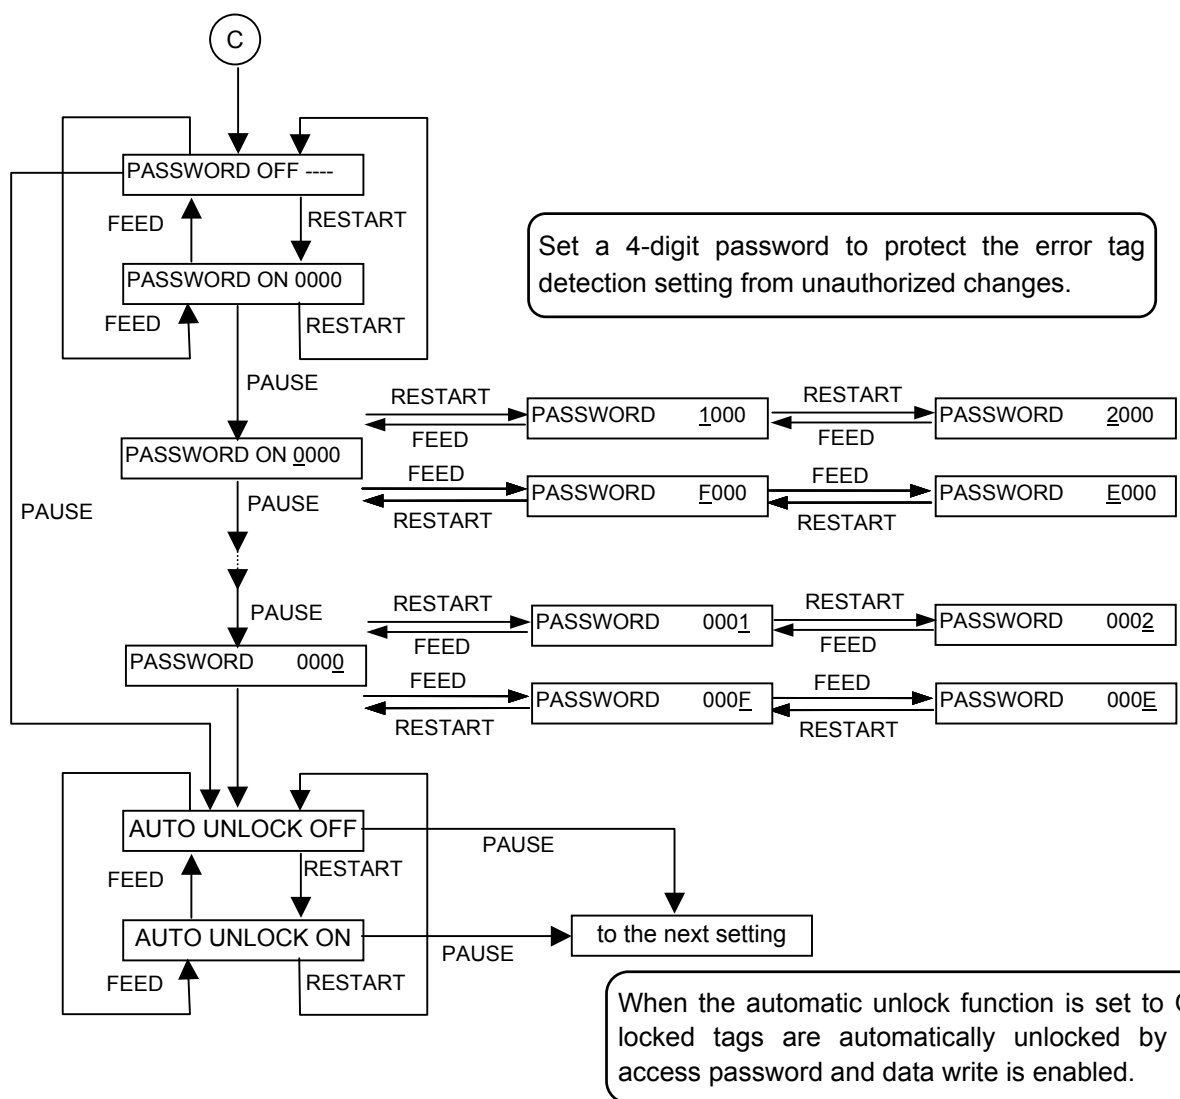 C
PASSWORD OFF ----
FEED
RESTART
PASSWORD ON 0000
FEED
RESTART
Set a 4-digit password to protect the error tag
detection setting from unauthorized changes.
PAUSE
RESTART
FEED
PASSWORD 1000
RESTART
FEED
PASSWORD 2000
PASSWORD ON 0000
FEED
RESTART
PASSWORD F000
FEED
RESTART
PASSWORD E000
PAUSE
PAUSE
PAUSE
RESTART
FEED
PASSWORD 0001
RESTART
FEED
PASSWORD 0002
PASSWORD 0000
FEED
RESTART
PASSWORD 000F
FEED
RESTART
PASSWORD 000E
AUTO UNLOCK OFF
PAUSE
FEED
RESTART
AUTO UNLOCK ON
PAUSE
to the next setting
FEED
RESTART
When the automatic unlock function is set to
locked tags are automatically unlocked by
access password and data write is enabled.